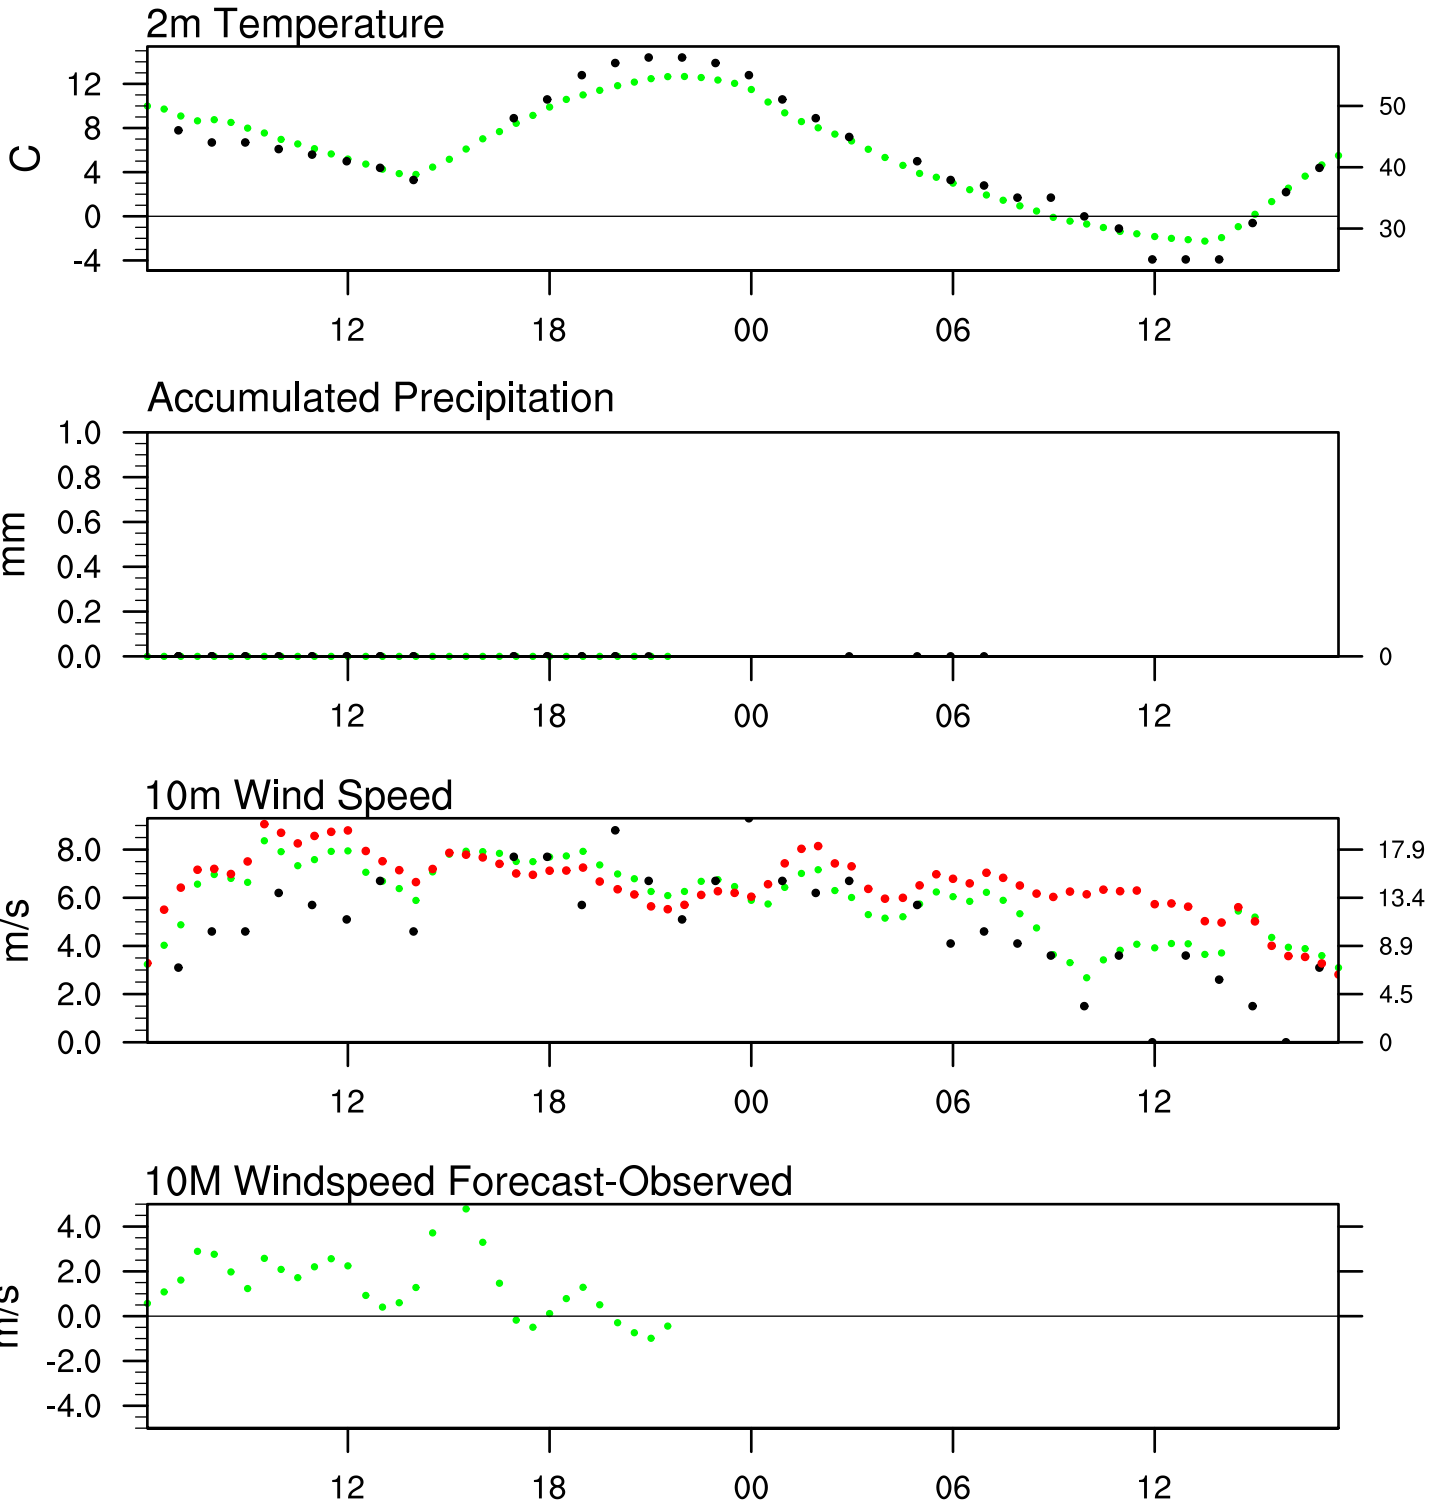 2m Temperature
12
8
4
0
-4
C
50
40
30
12 18 00 06 12
Accumulated Precipitation
1.0
0.8
0.6
0.4
0.2
0.0
mm
0
12 18 00 06 12
10m Wind Speed
8.0
6.0
4.0
2.0
0.0
m/s
17.9
13.4
8.9
4.5
0
12 18 00 06 12
10M Windspeed Forecast-Observed
4.0
2.0
0.0
-2.0
-4.0
m/s
12 18 00 06 12